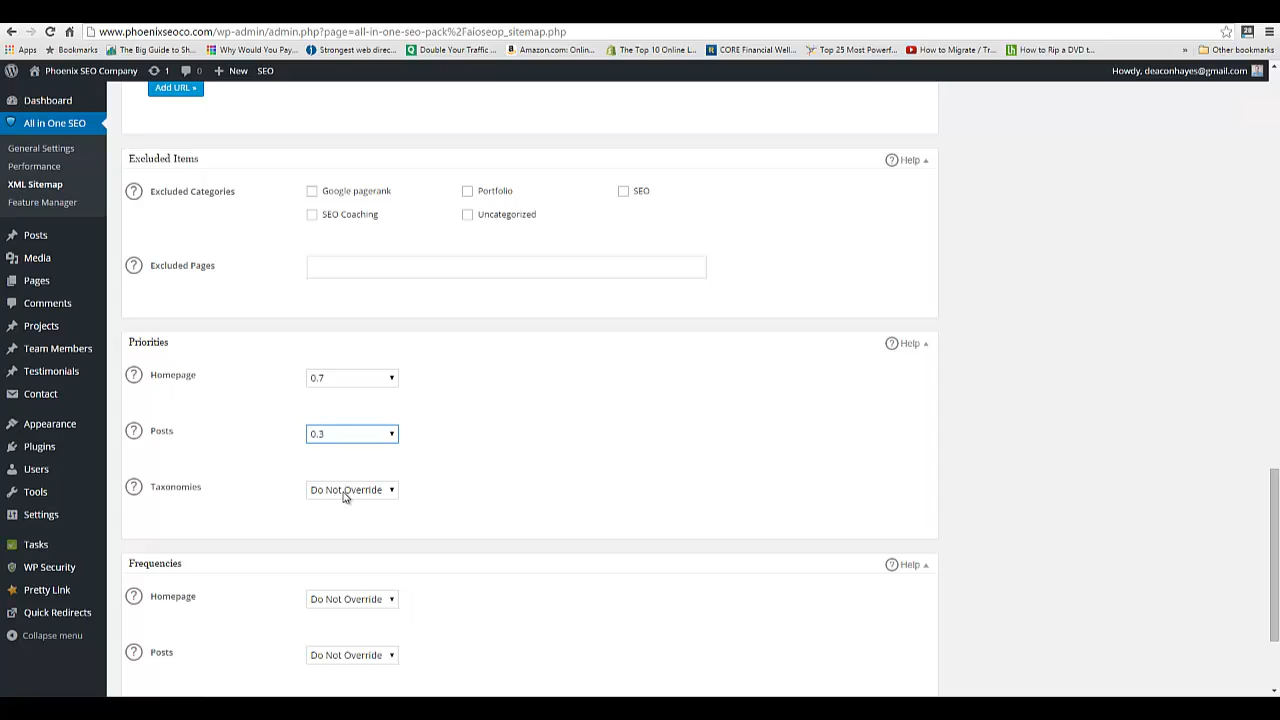 www.phoenixseoco.com/wp-admin/admin.php?page=all-in-one-seo-pack%2Faioseop_sitemap.php
Apps Bookmarks The Big Guide to Sh... Why Would You Pay... Strongest web direc... Double Your Traffic ... Amazon.com: Onlin... The Top 10 Online L... CORE Financial Well... Top 25 Most Powerf... How to Migrate / Tr... How to Rip a DVD t... » Other bookmarks
Phoenix SEO Company 1 0 + New SEO Howdy, deaconhayes@gmail.com
Add URL »
Dashboard
All in One SEO
General Settings
Performance
XML Sitemap
Feature Manager
Posts
Media
Pages
Comments
Projects
Team Members
Testimonials
Contact
Appearance
Plugins
Users
Tools
Settings
Tasks
WP Security
Pretty Link
Quick Redirects
Collapse menu
Excluded Items ? Help
? Excluded Categories Google pagerank Portfolio SEO
SEO Coaching Uncategorized
? Excluded Pages
Priorities ? Help
? Homepage 0.7
? Posts 0.3
? Taxonomies Do Not Override
Frequencies ? Help
? Homepage Do Not Override
? Posts Do Not Override